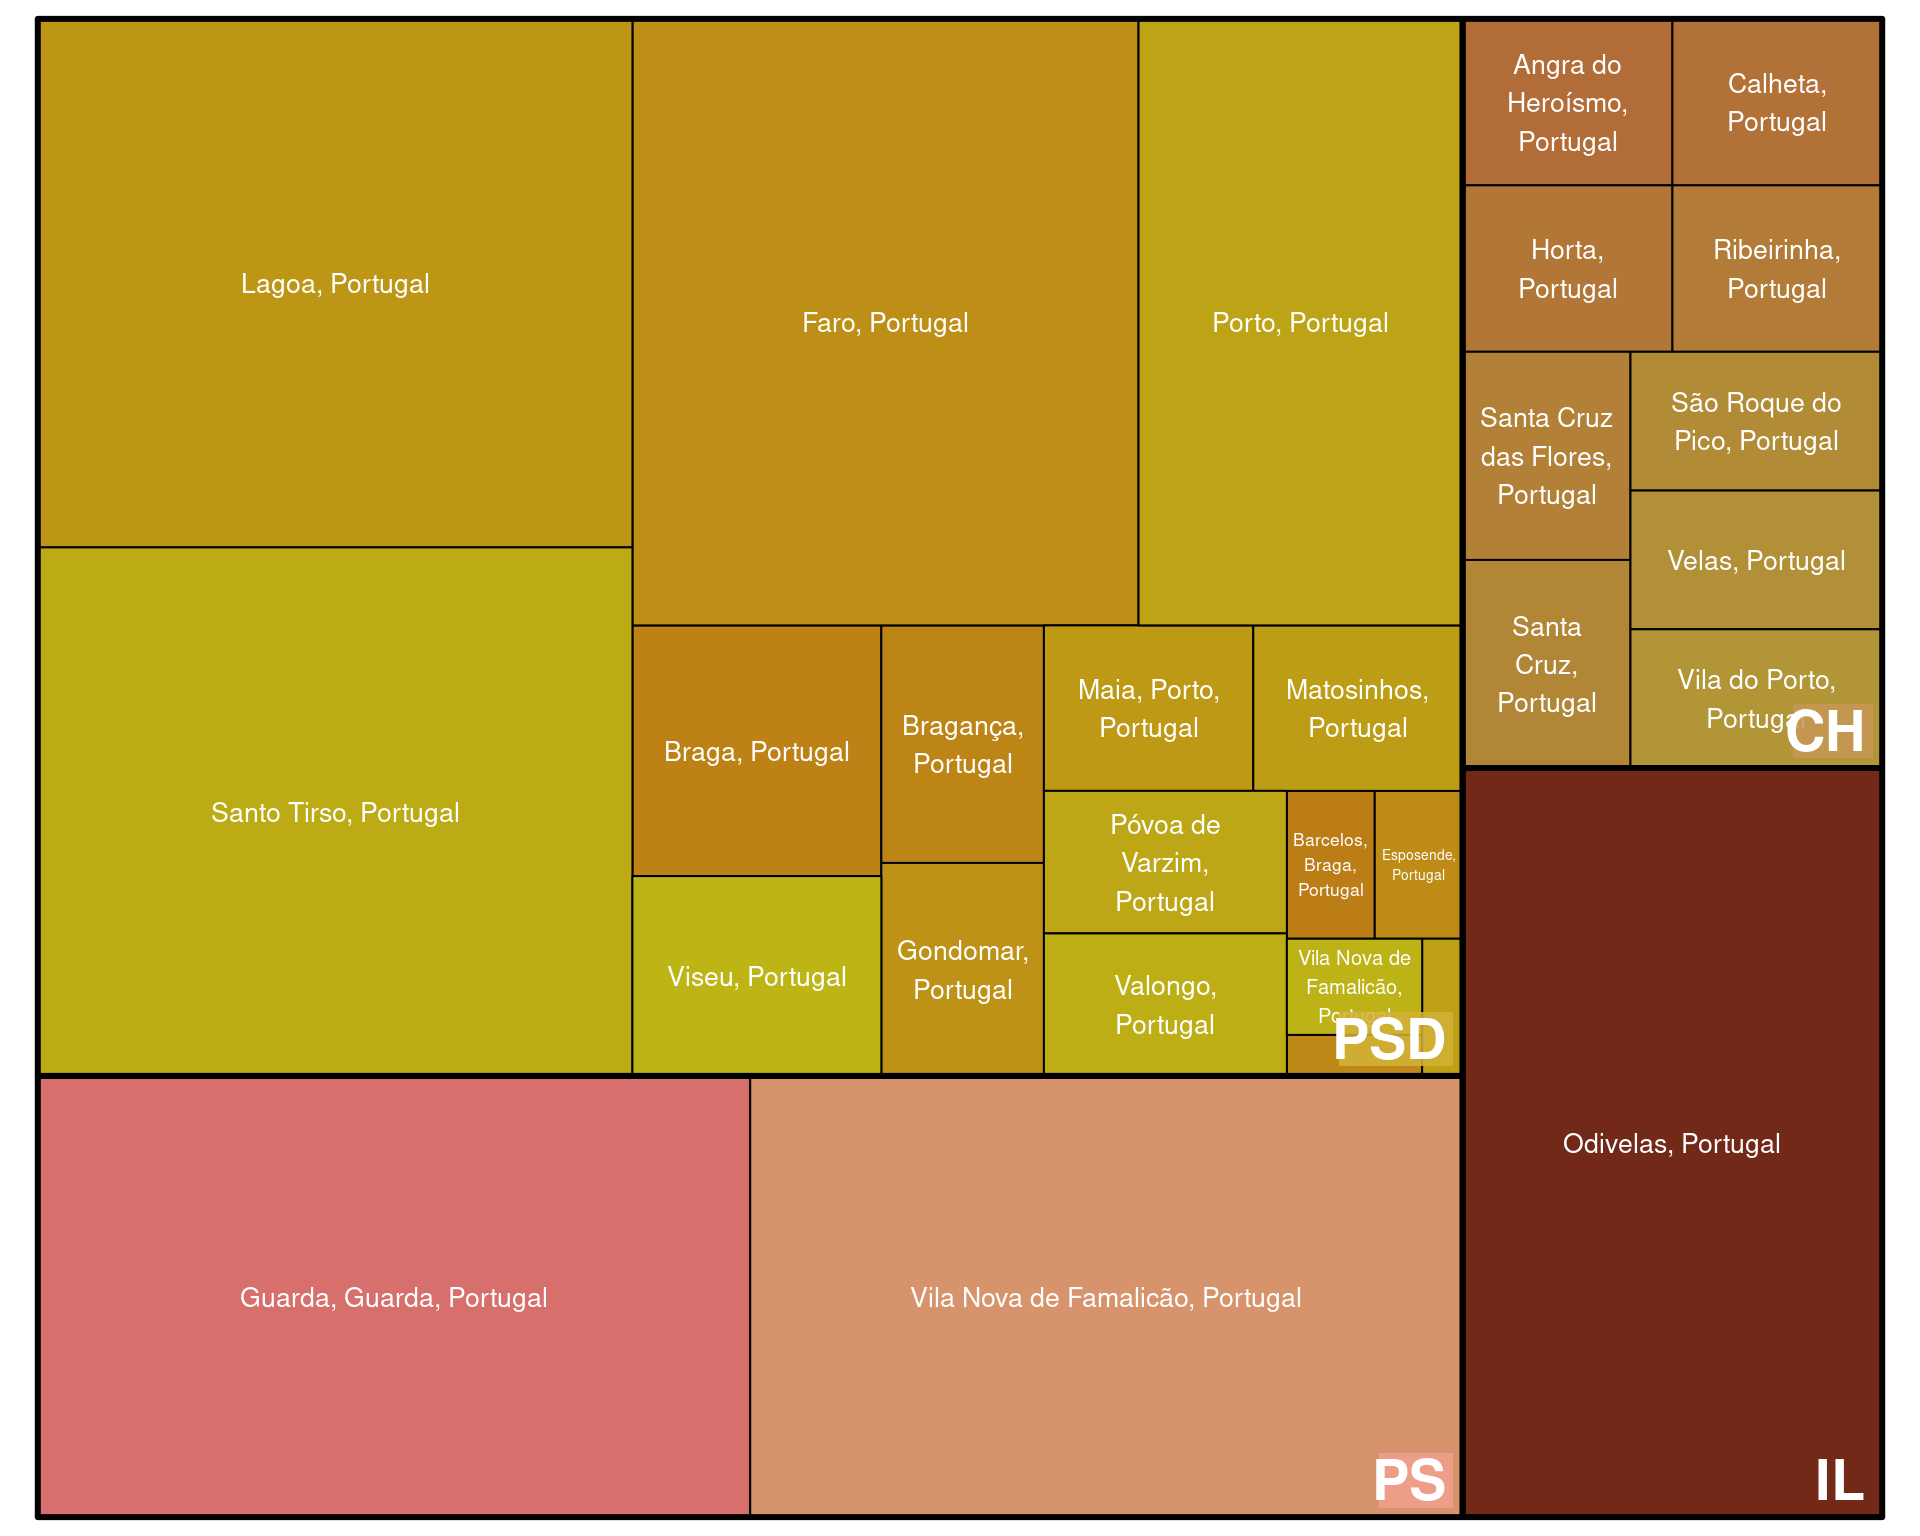 Lagoa, Portugal
Faro, Portugal
Porto, Portugal
Santo Tirso, Portugal
Braga, Portugal
Bragança,
Portugal
Maia, Porto,
Portugal
Matosinhos,
Portugal
Póvoa de
Varzim,
Portugal
Barcelos,
Braga,
Portugal
Esposende,
Portugal
Viseu, Portugal
Gondomar,
Portugal
Valongo,
Portugal
Vila Nova de
Famalicão,
Portugal
PSD
Guarda, Guarda, Portugal
Vila Nova de Famalicão, Portugal
PS
Angra do
Heroísmo,
Portugal
Calheta,
Portugal
Horta,
Portugal
Ribeirinha,
Portugal
Santa Cruz
das Flores,
Portugal
São Roque do
Pico, Portugal
Velas, Portugal
Santa
Cruz,
Portugal
Vila do Porto,
Portugal
CH
Odivelas, Portugal
IL